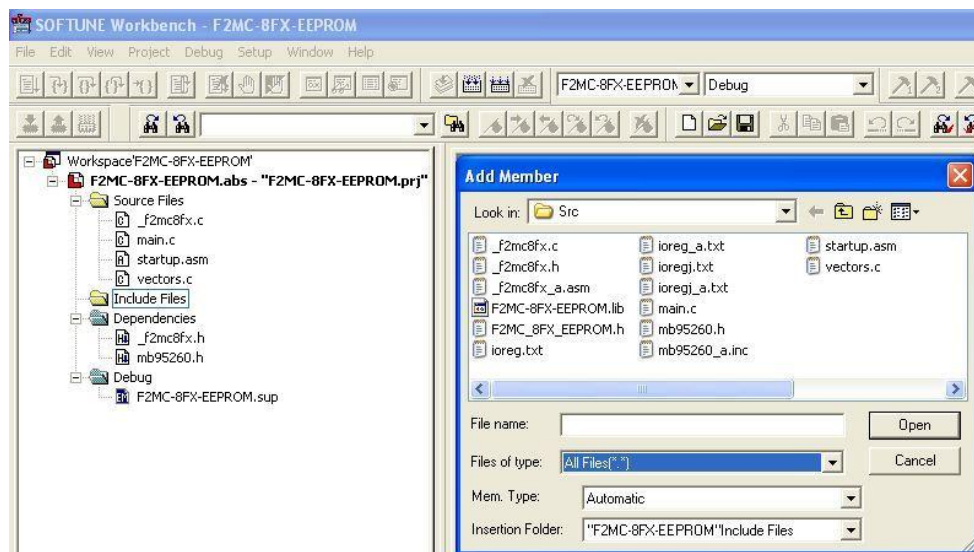 SOFTUNE Workbench - F2MC-8FX-EEPROM
File Edit View Project Debug Setup Window Help
F2MC-8FX-EEPRON Debug
Workspace'F2MC-8FX-EEPROM'
F2MC-8FX-EEPROM.abs - "F2MC-8FX-EEPROM.prj"
Source Files
_f2mc8fx.c
main.c
startup.asm
vectors.c
Include Files
Dependencies
_f2mc8fx.h
mb95260.h
Debug
F2MC-8FX-EEPROM.sup
Add Member
Look in: Src
_f2mc8fx.c ioreg_a.txt startup.asm
_f2mc8fx.h ioregj.txt vectors.c
_f2mc8fx_a.asm ioregj_a.txt
F2MC-8FX-EEPROM.lib main.c
F2MC_8FX_EEPROM.h mb95260.h
ioreg.txt mb95260_a.inc
File name: Open
Files of type: All Files(*.*) Cancel
Mem. Type: Automatic
Insertion Folder: "F2MC-8FX-EEPROM"Include Files